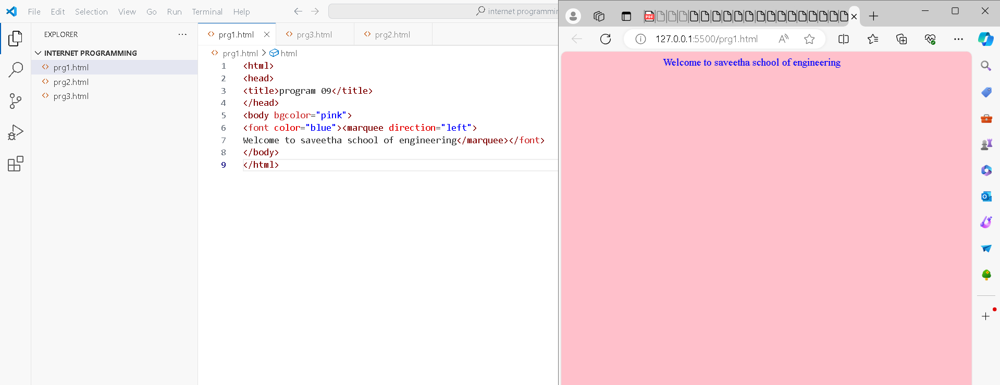 File Edit Selection View Go Run Terminal Help
internet programmin
EXPLORER
INTERNET PROGRAMMING
prg1.html
prg2.html
prg3.html
prg1.html prg3.html prg2.html
prg1.html > html
1 <html>
2 <head>
3 <title>program 09</title>
4 </head>
5 <body bgcolor="pink">
6 <font color="blue"><marquee direction="left">
7 Welcome to saveetha school of engineering</marquee></font>
8 </body>
9 </html>
PDF
127.0.0.1:5500/prg1.html
Welcome to saveetha school of engineering